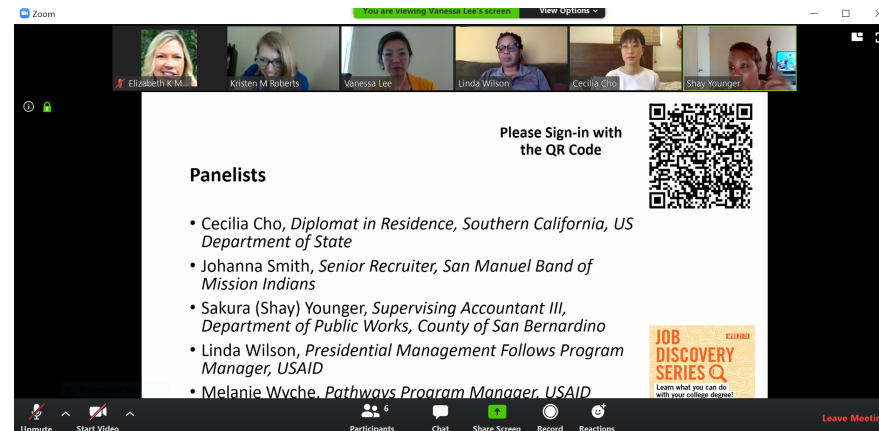 Zoom
You are viewing Vanessa Lee's screen
View Options
Elizabeth K M...
Kristen M Roberts
Vanessa Lee
Linda Wilson
Cecilia Cho
Shay Younger
Please Sign-in with
the QR Code
Panelists
• Cecilia Cho, Diplomat in Residence, Southern California, US
Department of State
• Johanna Smith, Senior Recruiter, San Manuel Band of
Mission Indians
• Sakura (Shay) Younger, Supervising Accountant III,
Department of Public Works, County of San Bernardino
• Linda Wilson, Presidential Management Follows Program
Manager, USAID
• Melanie Wyche, Pathways Program Manager, USAID
JOB
DISCOVERY
SERIES
Learn what you can do
with your college degree!
Unmute
Start Video
6
Participants
Chat
Share Screen
Record
Reactions
Leave Meetin